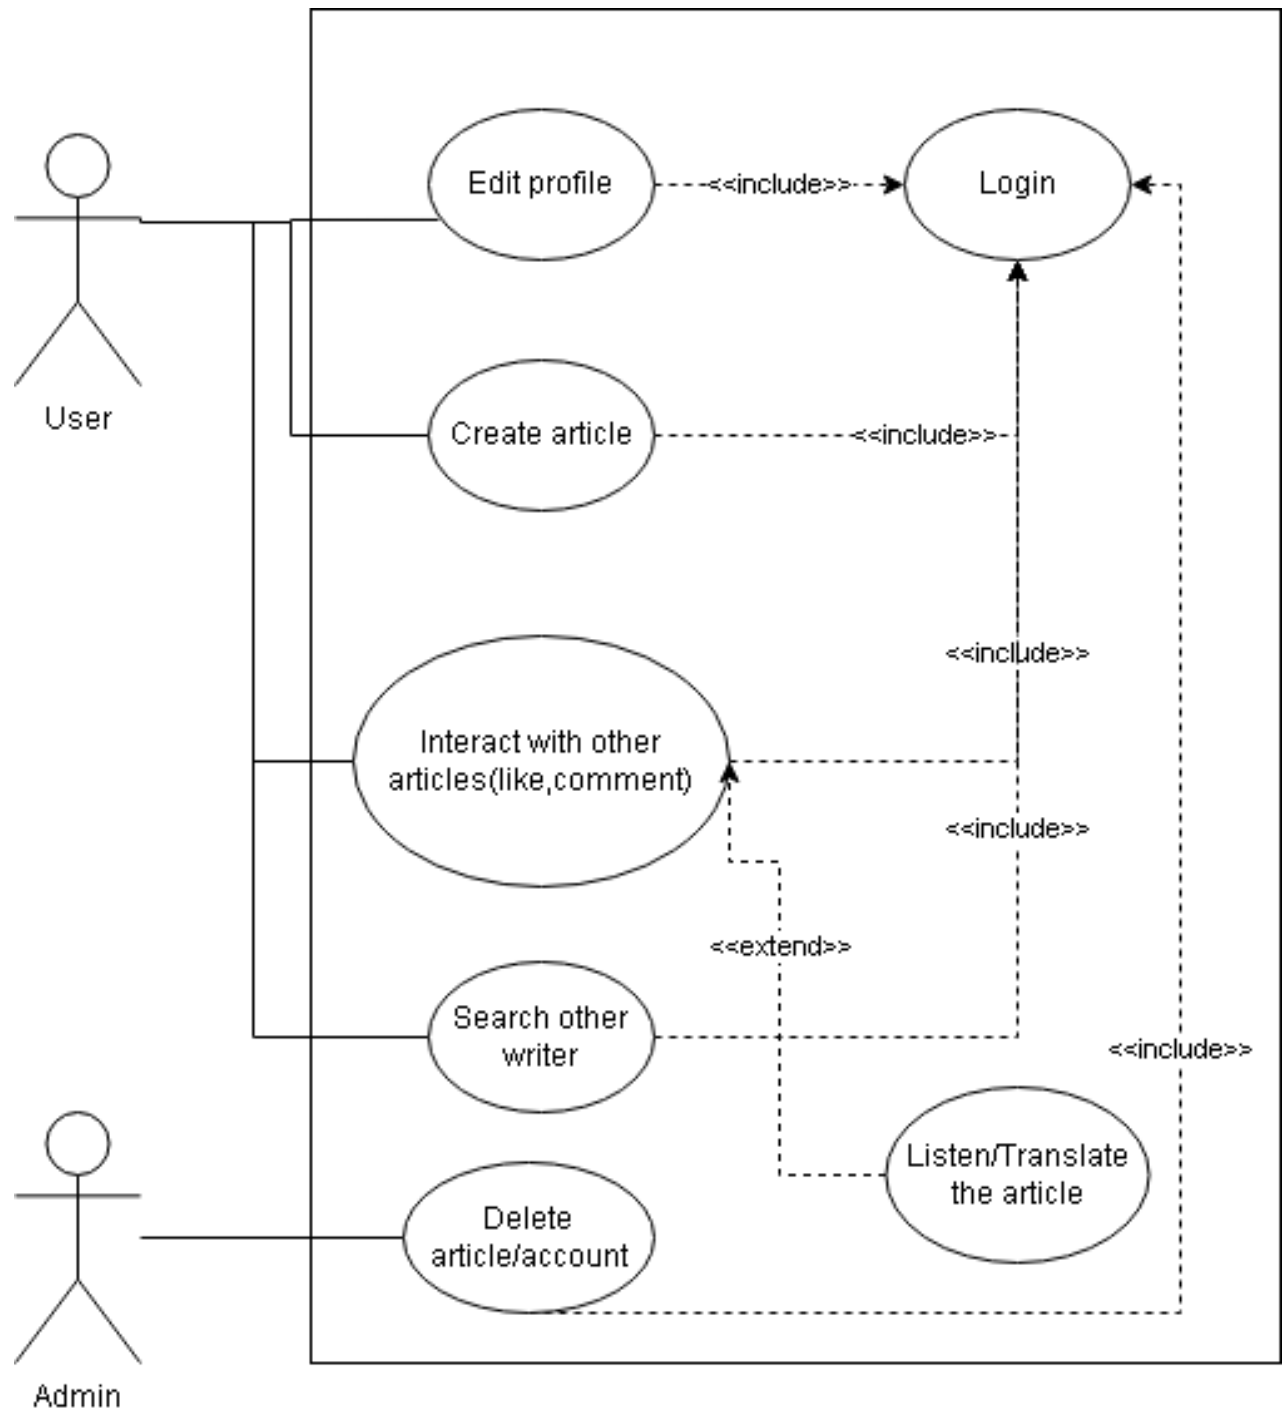 Edit profile
<<include>>
Login
User
Create article
<<include>>
<<include>>
Interact with other
articles(like,comment)
<<include>>
<<extend>>
Search other
writer
<<include>>
Listen/Translate
the article
Delete
article/account
Admin